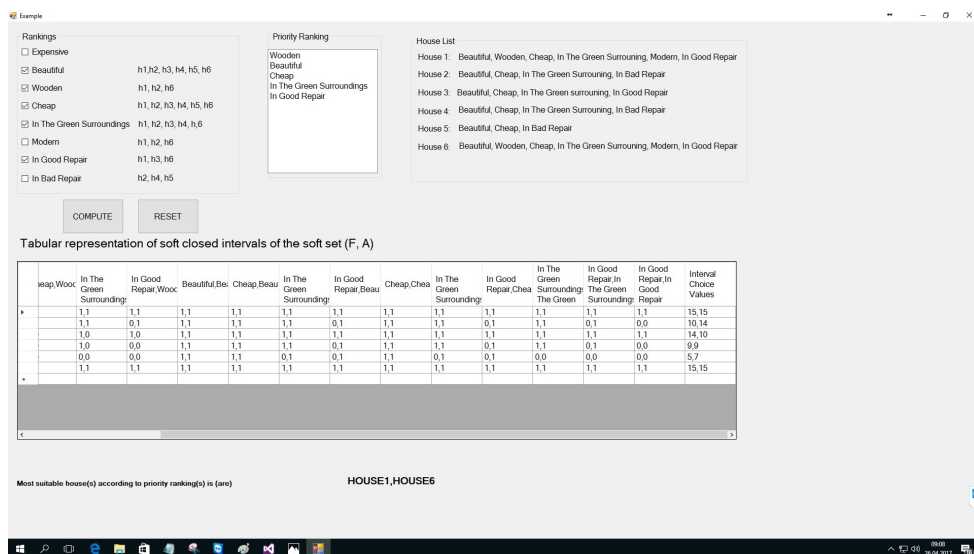 Example
Rankings
Expensive
Beautiful h1,h2, h3, h4, h5, h6
Wooden h1, h2, h6
Cheap h1, h2, h3, h4, h5, h6
In The Green Surroundings h1, h2, h3, h4, h,6
Modern h1, h2, h6
In Good Repair h1, h3, h6
In Bad Repair h2, h4, h5
Priority Ranking
Wooden
Beautiful
Cheap
In The Green Surroundings
In Good Repair
House List
House 1: Beautiful, Wooden, Cheap, In The Green Surrouning, Modern, In Good Repair
House 2: Beautiful, Cheap, In The Green Surrouning, In Bad Repair
House 3: Beautiful, Cheap, In The Green surrouning, In Good Repair
House 4: Beautiful, Cheap, In The Green Surrouning, In Bad Repair
House 5: Beautiful, Cheap, In Bad Repair
House 6: Beautiful, Wooden, Cheap, In The Green Surrouning, Modern, In Good Repair
COMPUTE RESET
Tabular representation of soft closed intervals of the soft set (F, A)
eap,Wooc In The Green Surroundings In Good Repair,Wooc Beautiful,Bea Cheap,Beau In The Green Surroundings In Good Repair,Beau Cheap,Chea In The Green Surroundings In Good Repair,Chea In The Green Surroundings The Green In Good Repair,In The Green Surroundings In Good Repair,In Good Repair Interval Choice Values
1,1 1,1 1,1 1,1 1,1 1,1 1,1 1,1 1,1 1,1 1,1 1,1 15,15
1,1 0,1 1,1 1,1 1,1 0,1 1,1 1,1 0,1 1,1 0,1 0,0 10,14
1,0 1,0 1,1 1,1 1,1 1,1 1,1 1,1 1,1 1,1 1,1 1,1 14,10
1,0 0,0 1,1 1,1 1,1 0,1 1,1 1,1 0,1 1,1 0,1 0,0 9,9
0,0 0,0 1,1 1,1 0,1 0,1 1,1 0,1 0,1 0,0 0,0 0,0 5,7
1,1 1,1 1,1 1,1 1,1 1,1 1,1 1,1 1,1 1,1 1,1 1,1 15,15
Most suitable house(s) according to priority ranking(s) is (are) HOUSE1,HOUSE6
09:08
26.04.2017